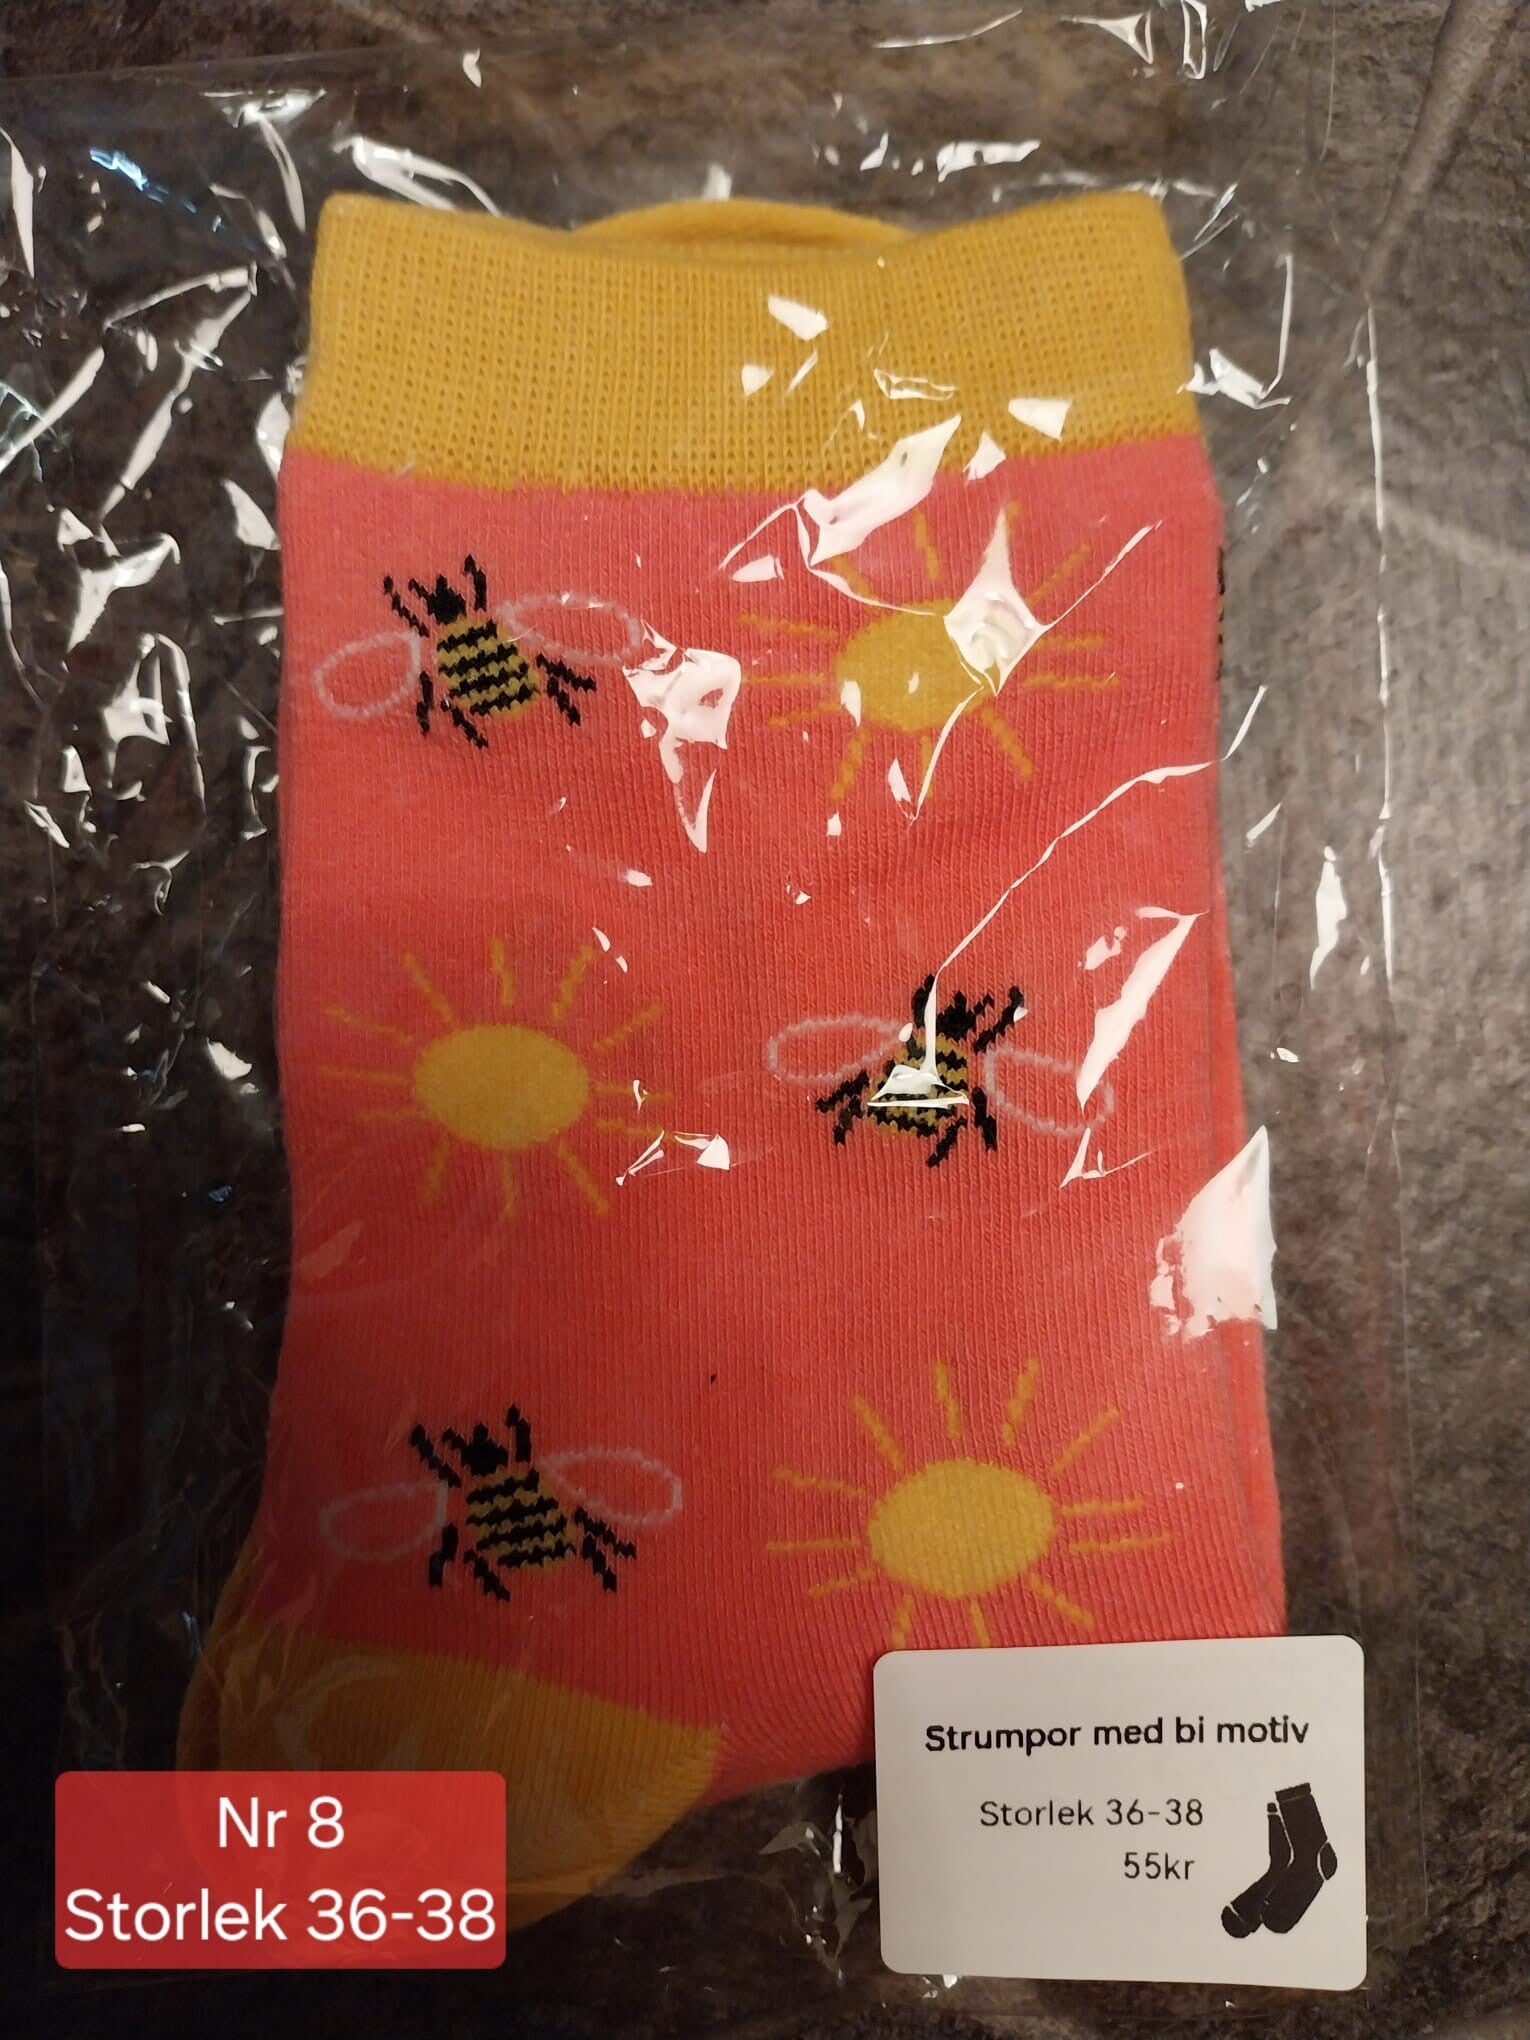 Strumpor med bi motiv
Storlek 36-38
55kr
Nr 8
Storlek 36-38